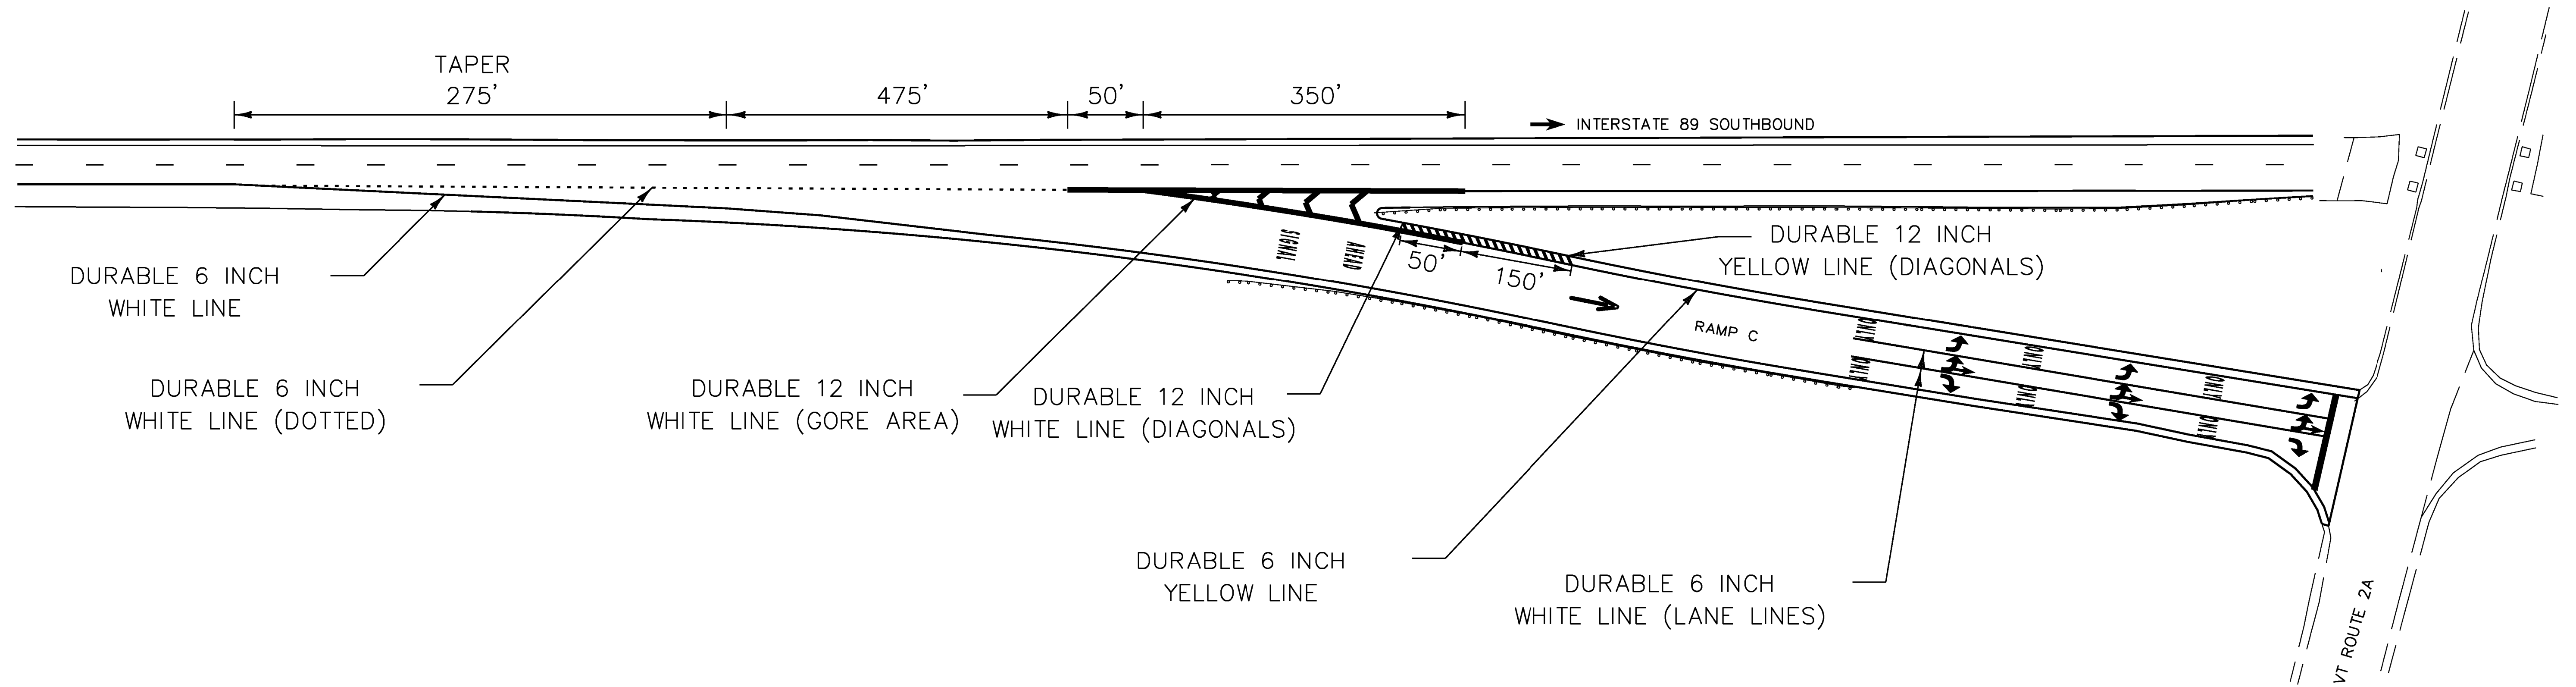 TAPER
275'
475'
50'
350'
INTERSTATE 89 SOUTHBOUND
DURABLE 12 INCH
YELLOW LINE (DIAGONALS)
SIGNAL
AHEAD
50'
150'
DURABLE 6 INCH
WHITE LINE
RAMP C
ONLY
ONLY
ONLY
ONLY
ONLY
ONLY
DURABLE 6 INCH
WHITE LINE (DOTTED)
DURABLE 12 INCH
WHITE LINE (GORE AREA)
DURABLE 12 INCH
WHITE LINE (DIAGONALS)
DURABLE 6 INCH
YELLOW LINE
DURABLE 6 INCH
WHITE LINE (LANE LINES)
VT ROUTE 2A